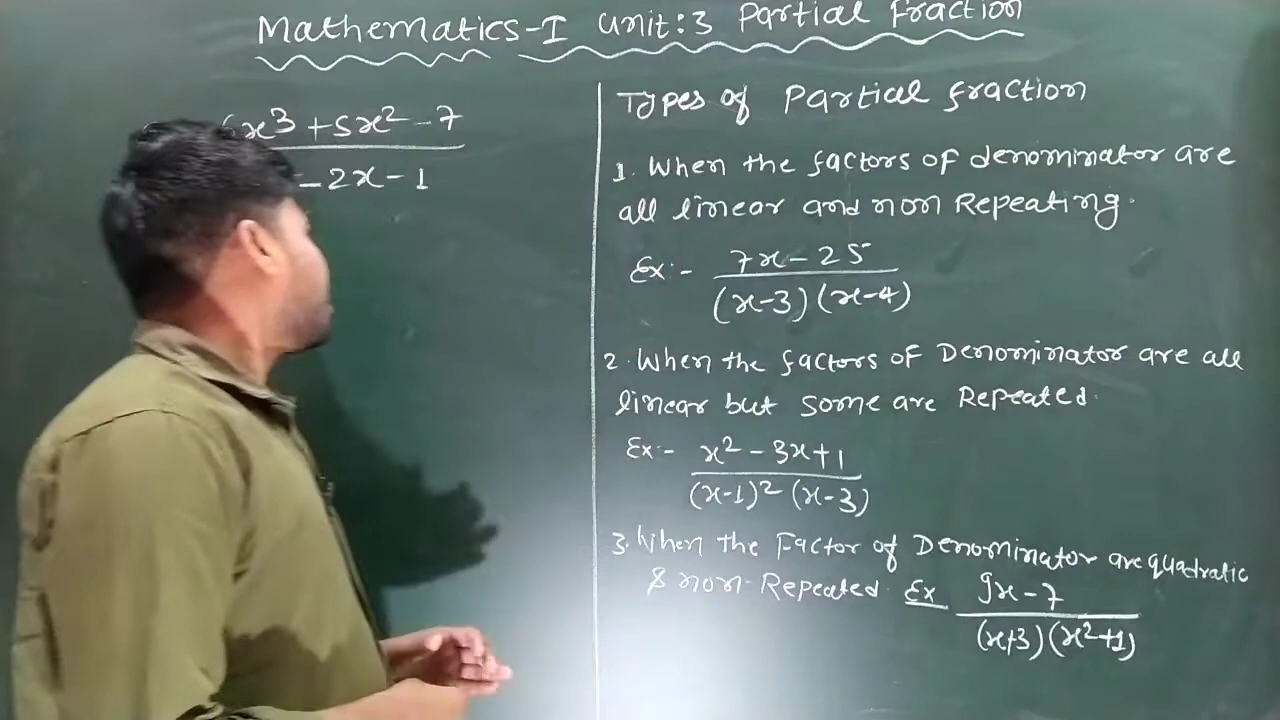 Mathematics-I Unit:3 Partial Fraction
6x³ + 5x² - 7
- 2x - 1
Types of Partial fraction
1. When the factors of denominator are
all linear and non Repeating.
Ex:- 7x - 25
(x-3)(x-4)
2. When the factors of Denominator are all
linear but some are Repeated.
Ex:- x² - 3x + 1
(x-1)² (x-3)
3. When the Factor of Denominator are quadratic
& non-Repeated. Ex 9x - 7
(x+3)(x²+1)